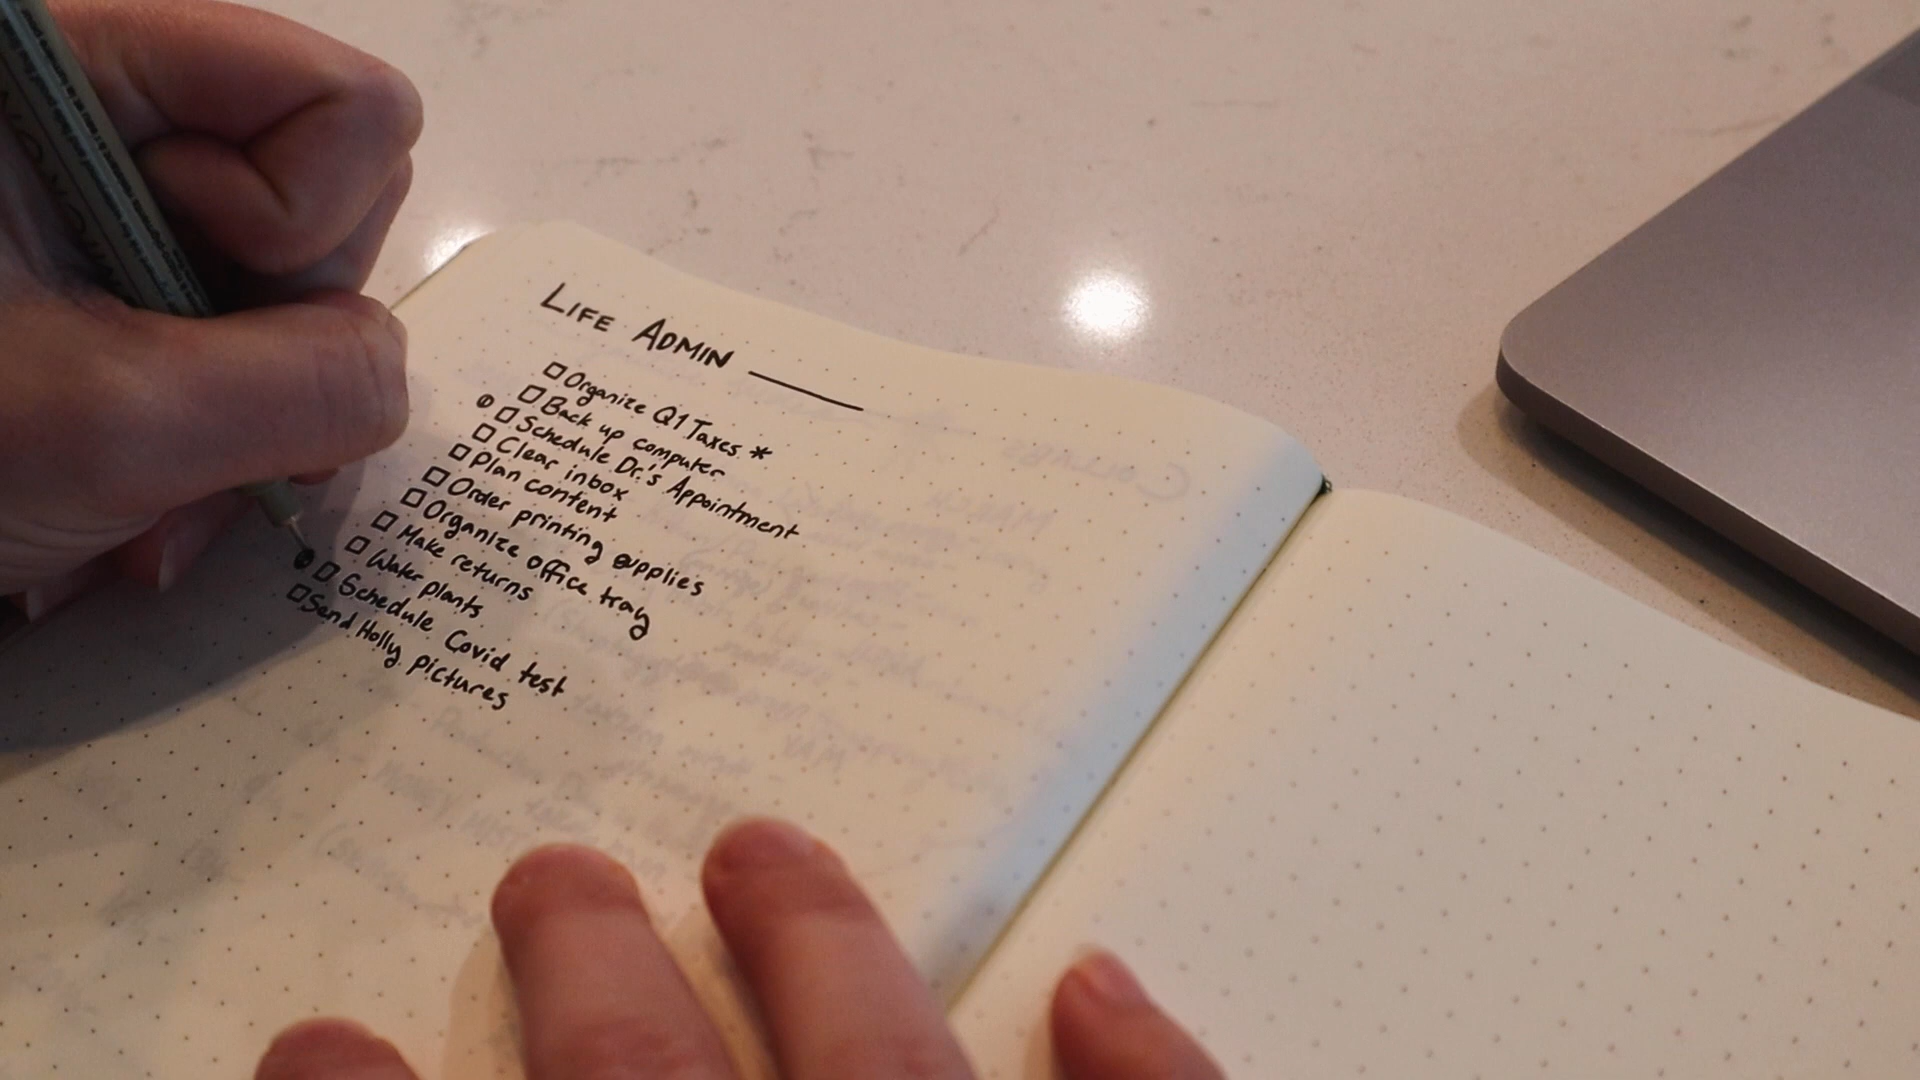 LIFE ADMIN
Organize Q1 Taxes *
Back up computer
Schedule Dr.'s Appointment
Clear inbox
Plan content
Order printing supplies
Organize office tray
Make returns
Water plants
Schedule Covid test
Send Holly pictures